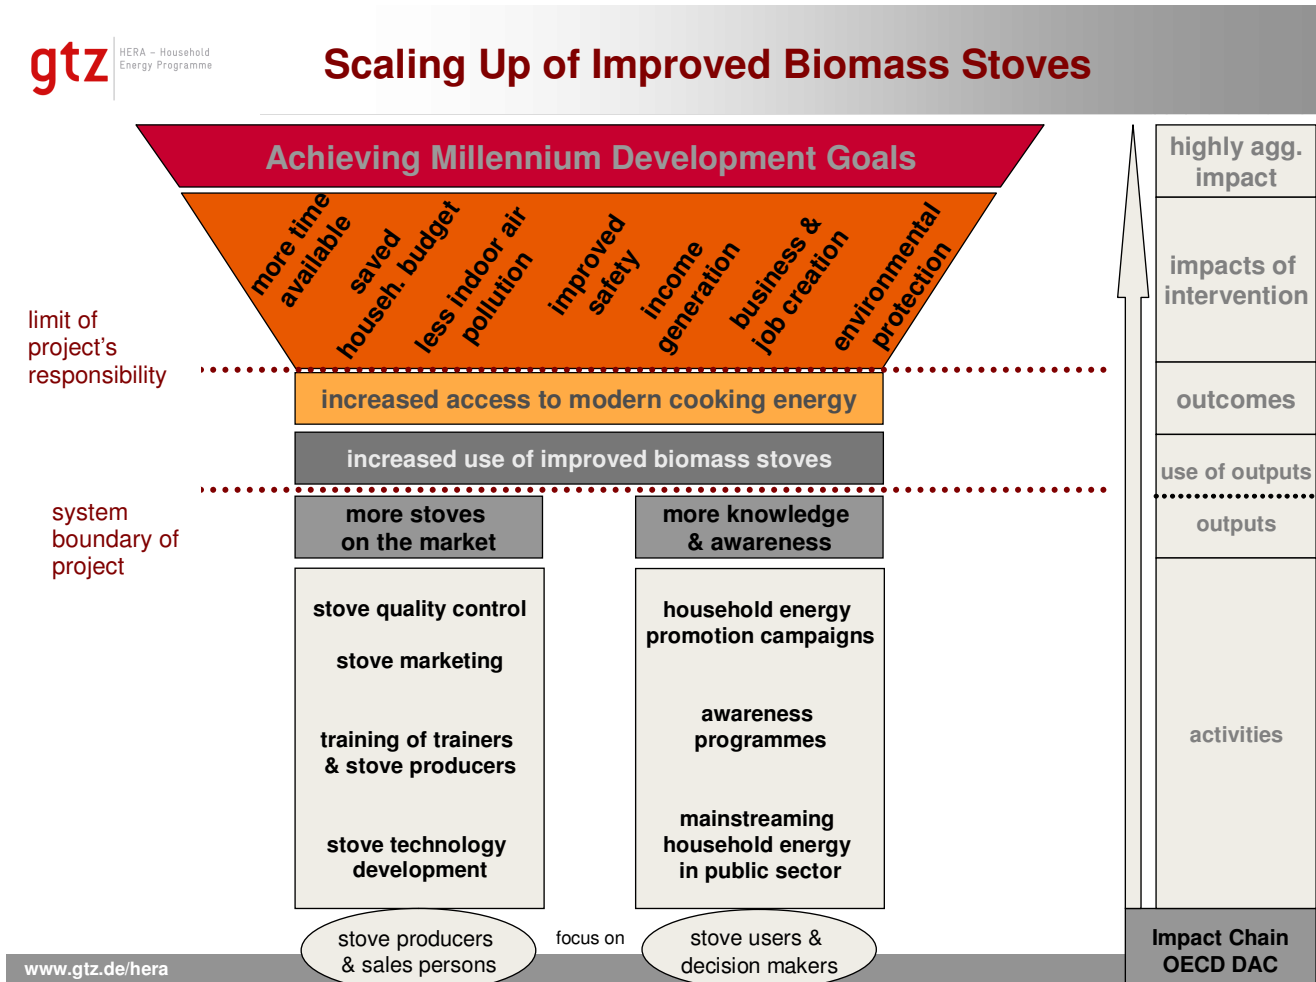 gtz
HERA – Household
Energy Programme
Scaling Up of Improved Biomass Stoves
Achieving Millennium Development Goals
more time
available
saved
househ. budget
less indoor air
pollution
improved
safety
income
generation
business &
job creation
environmental
protection
limit of
project's
responsibility
increased access to modern cooking energy
increased use of improved biomass stoves
system
boundary of
project
more stoves
on the market
more knowledge
& awareness
stove quality control
stove marketing
training of trainers
& stove producers
stove technology
development
household energy
promotion campaigns
awareness
programmes
mainstreaming
household energy
in public sector
stove producers
& sales persons
focus on
stove users &
decision makers
highly agg.
impact
impacts of
intervention
outcomes
use of outputs
outputs
activities
Impact Chain
OECD DAC
www.gtz.de/hera